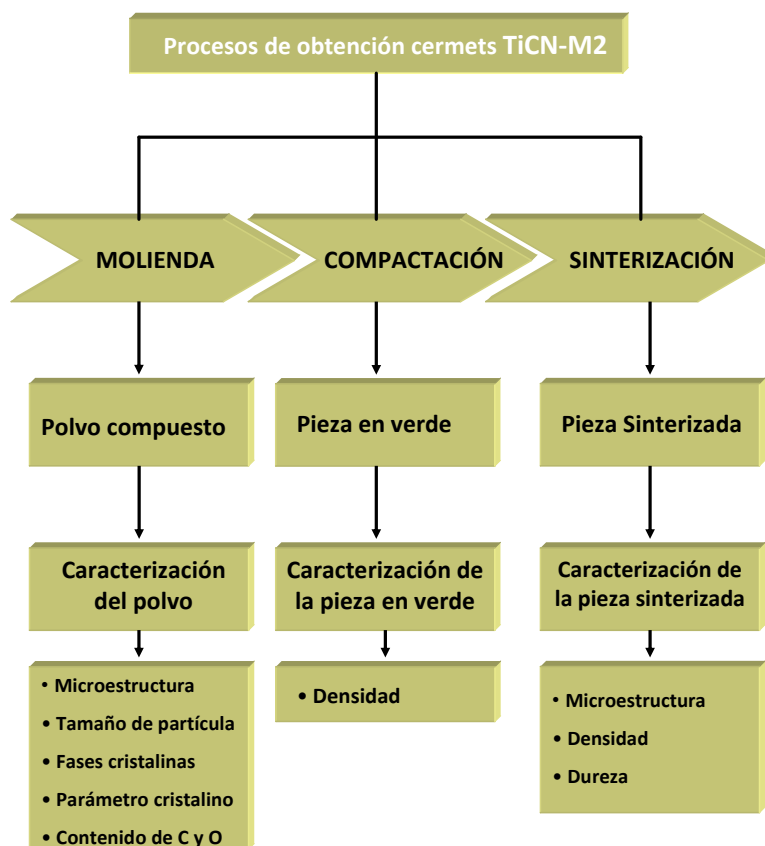 Procesos de obtención cermets TiCN-M2
MOLIENDA
COMPACTACIÓN
SINTERIZACIÓN
Polvo compuesto
Pieza en verde
Pieza Sinterizada
Caracterización
del polvo
Caracterización de
la pieza en verde
Caracterización de
la pieza sinterizada
• Microestructura
• Tamaño de partícula
• Fases cristalinas
• Parámetro cristalino
• Contenido de C y O
• Densidad
• Microestructura
• Densidad
• Dureza